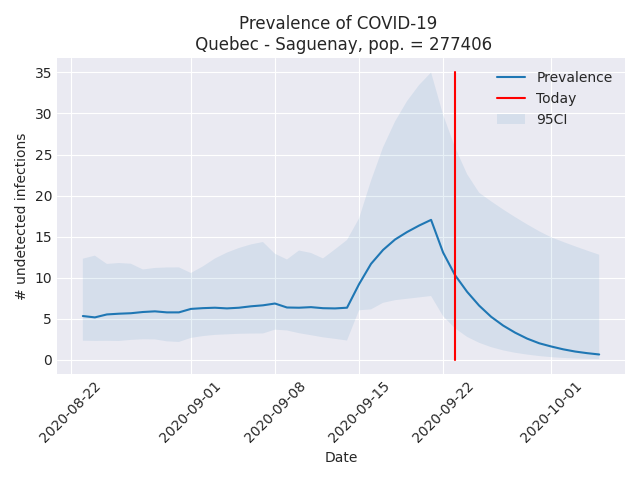 Prevalence of COVID-19
Quebec - Saguenay, pop. = 277406
Prevalence
Today
95CI
# undetected infections
35
30
25
20
15
10
5
0
2020-08-22
2020-09-01
2020-09-08
2020-09-15
2020-09-22
2020-10-01
Date